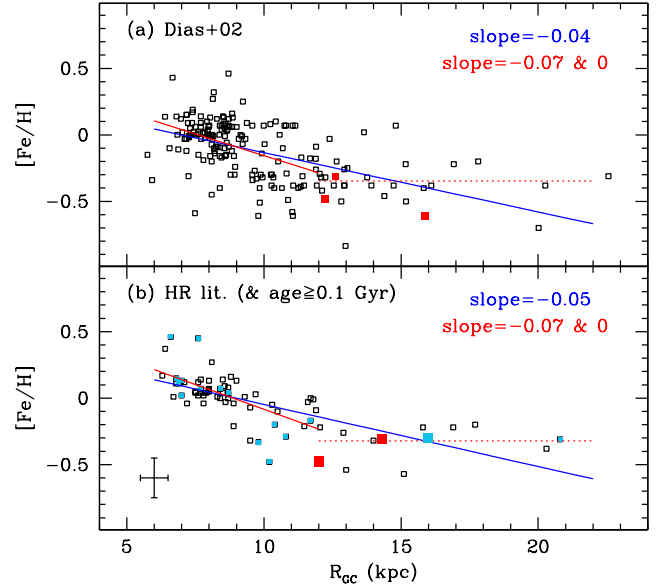 (a) Dias+02
slope=−0.04
slope=−0.07 & 0
0.5
0
−0.5
[Fe/H]
(b) HR lit. (& age≧0.1 Gyr)
slope=−0.05
slope=−0.07 & 0
0.5
0
−0.5
[Fe/H]
5 10 15 20
R_GC (kpc)